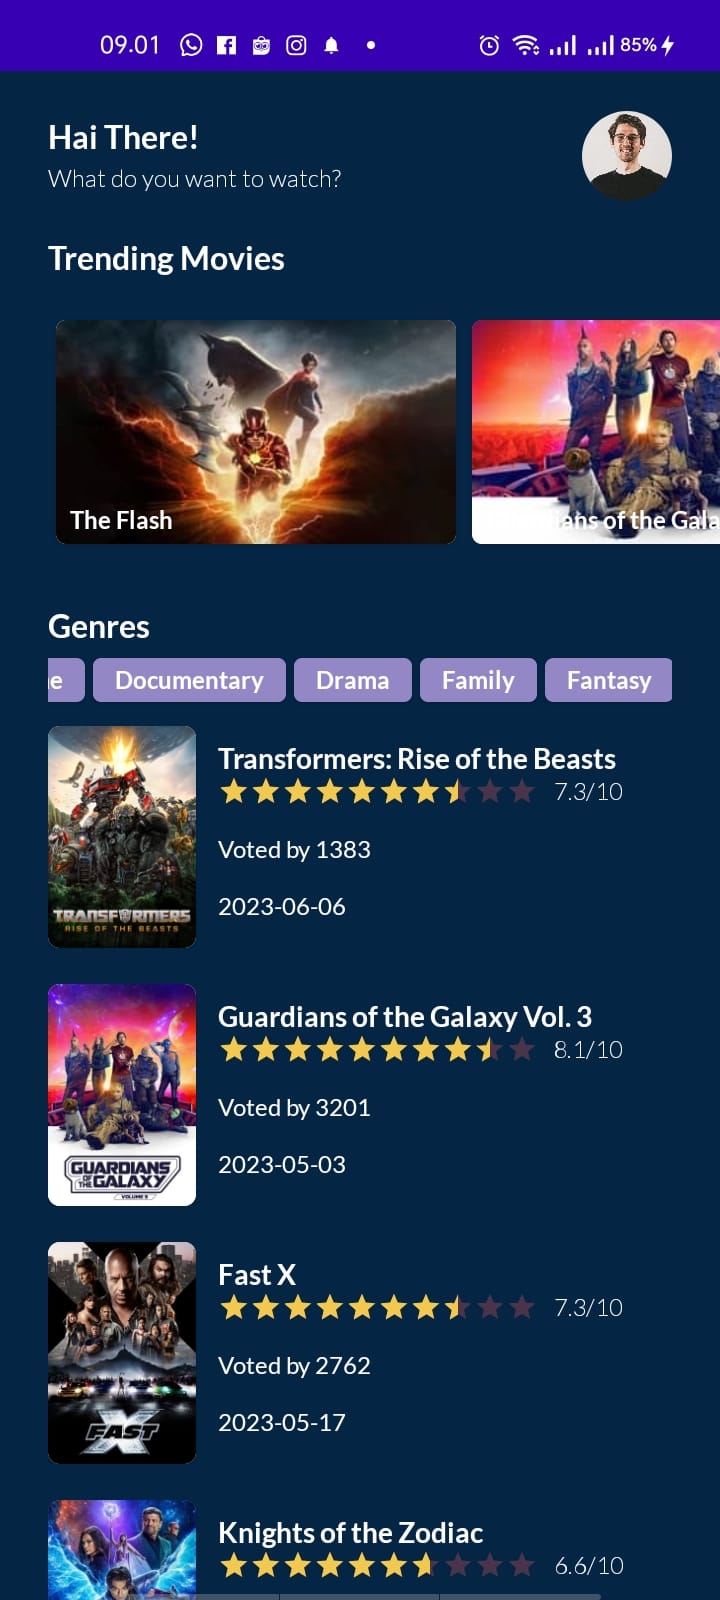 09.01
85%
Hai There!
What do you want to watch?
Trending Movies
The Flash
ians of the Gala
Genres
e Documentary Drama Family Fantasy
Transformers: Rise of the Beasts
7.3/10
Voted by 1383
2023-06-06
TRANSFORMERS
RISE OF THE BEASTS
Guardians of the Galaxy Vol. 3
8.1/10
Voted by 3201
2023-05-03
GUARDIANS
OF THE
GALAXY
VOLUME 3
Fast X
7.3/10
Voted by 2762
2023-05-17
FAST X
Knights of the Zodiac
6.6/10